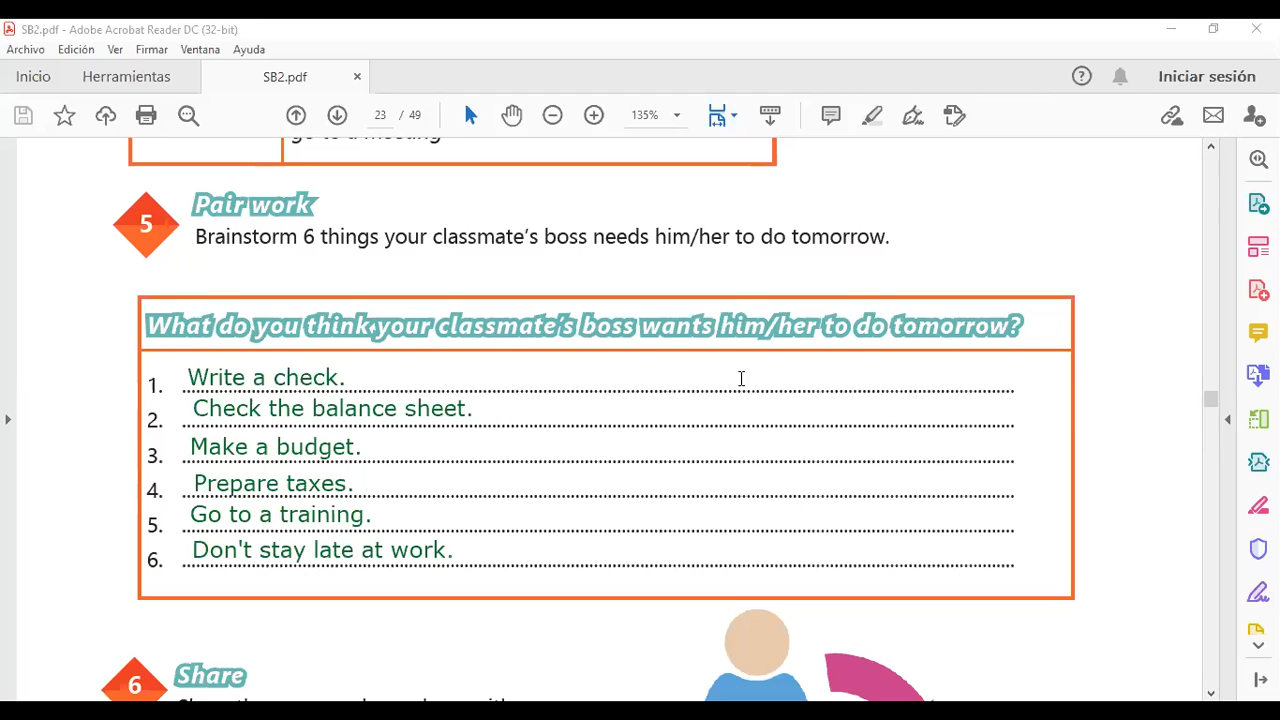 SB2.pdf - Adobe Acrobat Reader DC (32-bit)
Archivo Edición Ver Firmar Ventana Ayuda
Inicio Herramientas SB2.pdf × Iniciar sesión
23 / 49 135%
go to a meeting
5 Pair work
Brainstorm 6 things your classmate's boss needs him/her to do tomorrow.
What do you think your classmate's boss wants him/her to do tomorrow?
1. Write a check.
2. Check the balance sheet.
3. Make a budget.
4. Prepare taxes.
5. Go to a training.
6. Don't stay late at work.
6 Share